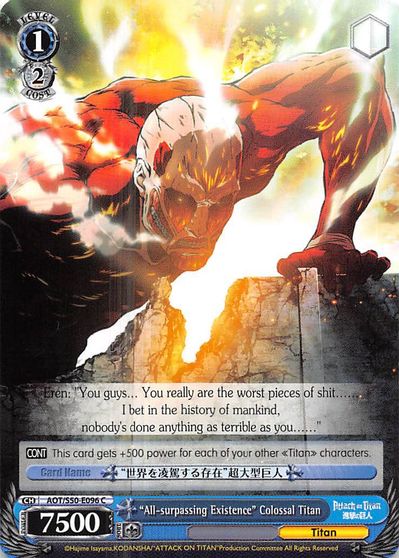 LEVEL
1
2
COST
Eren: "You guys... You really are the worst pieces of shit......
I bet in the history of mankind,
nobody's done anything as terrible as you......"
CONT This card gets +500 power for each of your other «Titan» characters.
Card Name "世界を凌駕する存在"超大型巨人
CH AOT/S50-E096 C
"All-surpassing Existence" Colossal Titan
Attack on Titan
進撃の巨人
7500
Titan
©Hajime Isayama,KODANSHA/"ATTACK ON TITAN"Production Committee All Rights Reserved